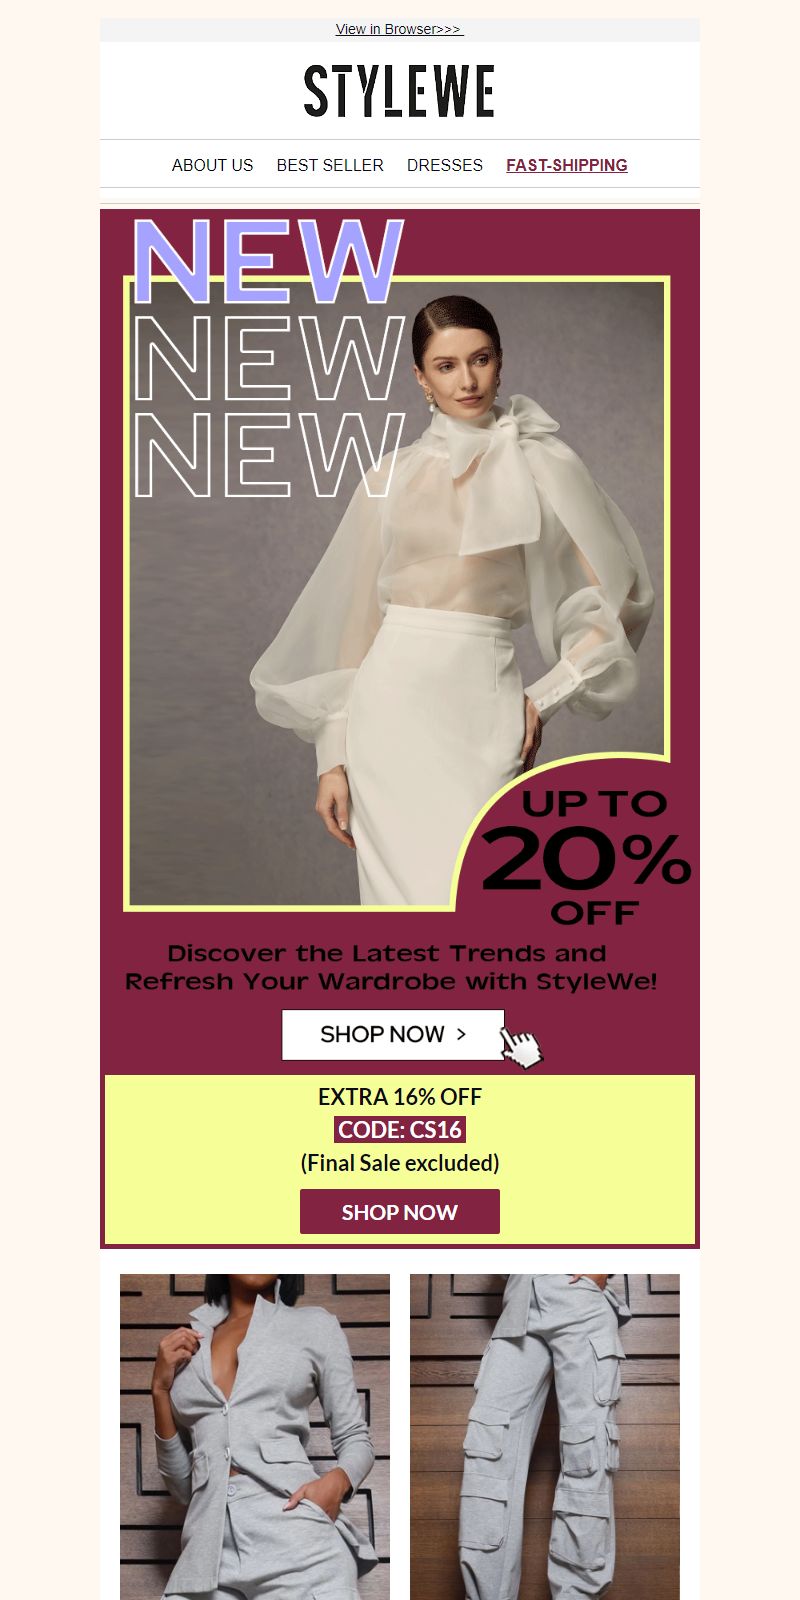 View in Browser>>>
STYLEWE
ABOUT US BEST SELLER DRESSES FAST-SHIPPING
NEW
NEW
NEW
UP TO
20%
OFF
Discover the Latest Trends and
Refresh Your Wardrobe with StyleWe!
SHOP NOW >
EXTRA 16% OFF
CODE: CS16
(Final Sale excluded)
SHOP NOW